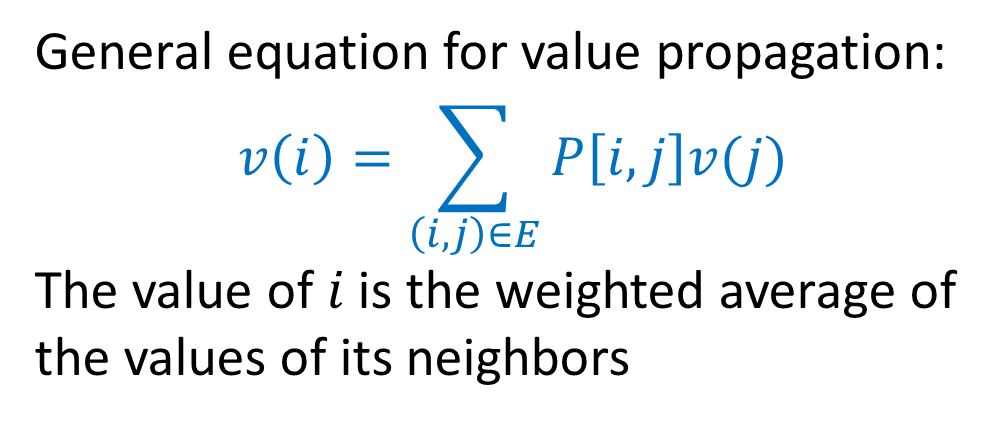 General equation for value propagation:
v(i) = ∑ P[i, j]v(j)
(i,j)∈E
The value of i is the weighted average of
the values of its neighbors